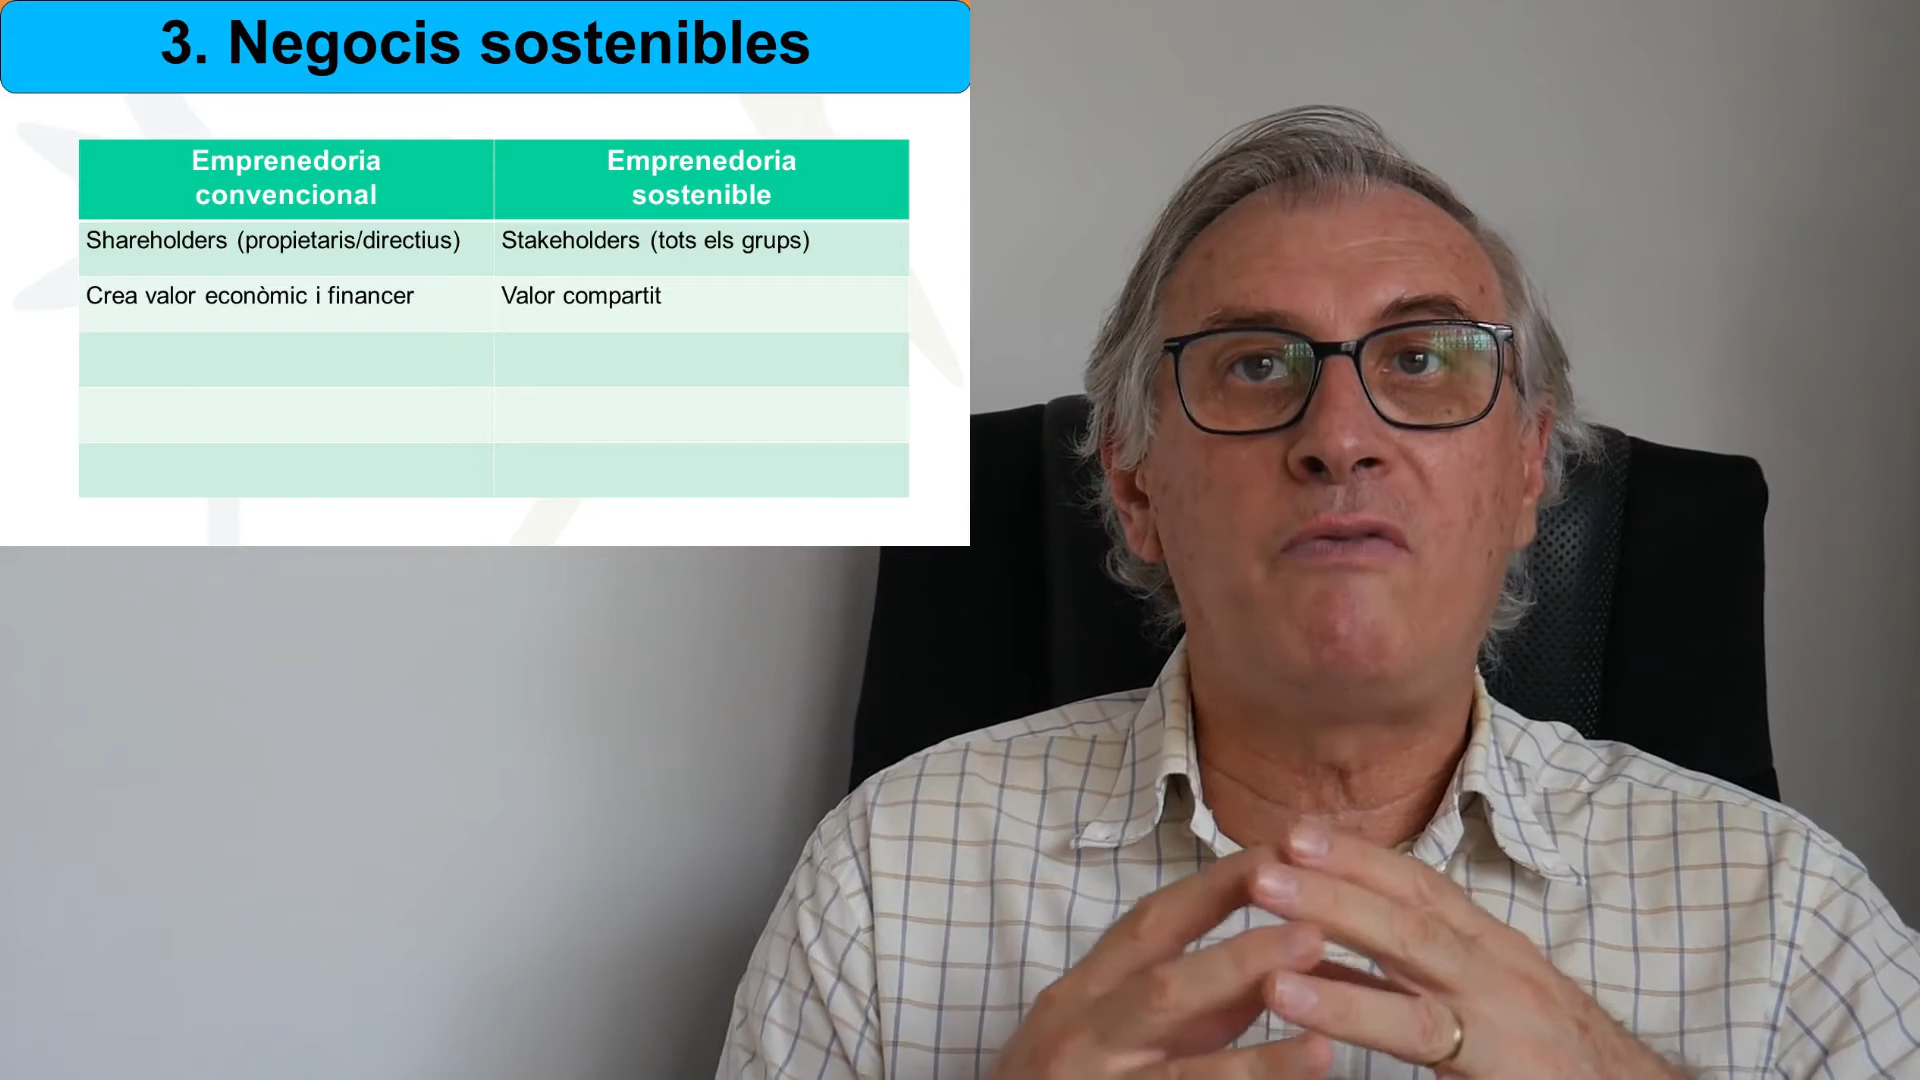 3. Negocis sostenibles
Emprenedoria
convencional
Emprenedoria
sostenible
Shareholders (propietaris/directius)
Stakeholders (tots els grups)
Crea valor econòmic i financer
Valor compartit